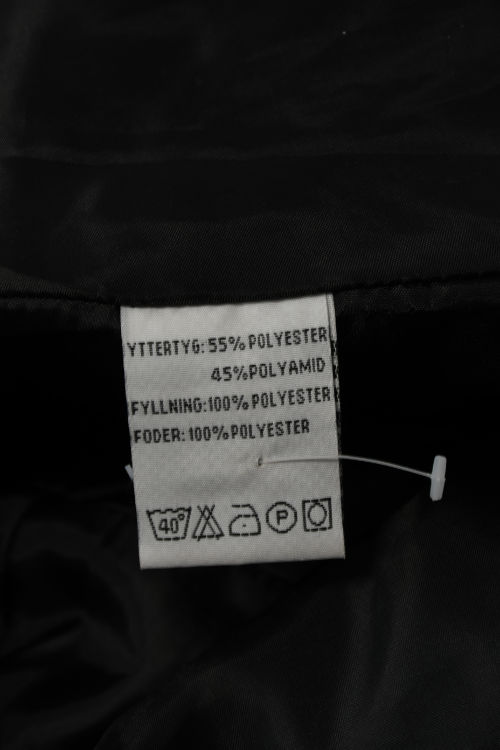 YTTERTYG: 55% POLYESTER
45%POLYAMID
FYLLNING:100% POLYESTER
FODER: 100% POLYESTER
40° P